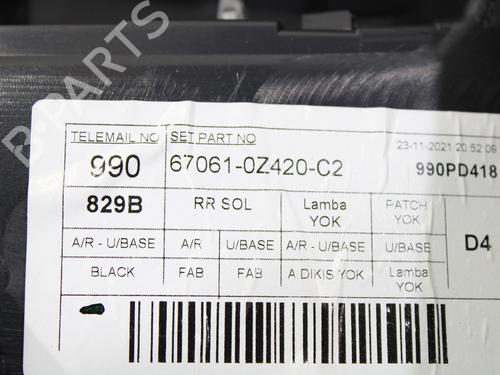 B-PARTS
TELEMAIL NO SET PART NO 23-11-2021 20:52:09
990 67061-0Z420-C2 990PD418
829B RR SOL Lamba YOK PATCH YOK D4
A/R - U/BASE A/R U/BASE A/R - U/BASE A/R - U/BASE
BLACK FAB FAB A DIKIS YOK Lamba YOK